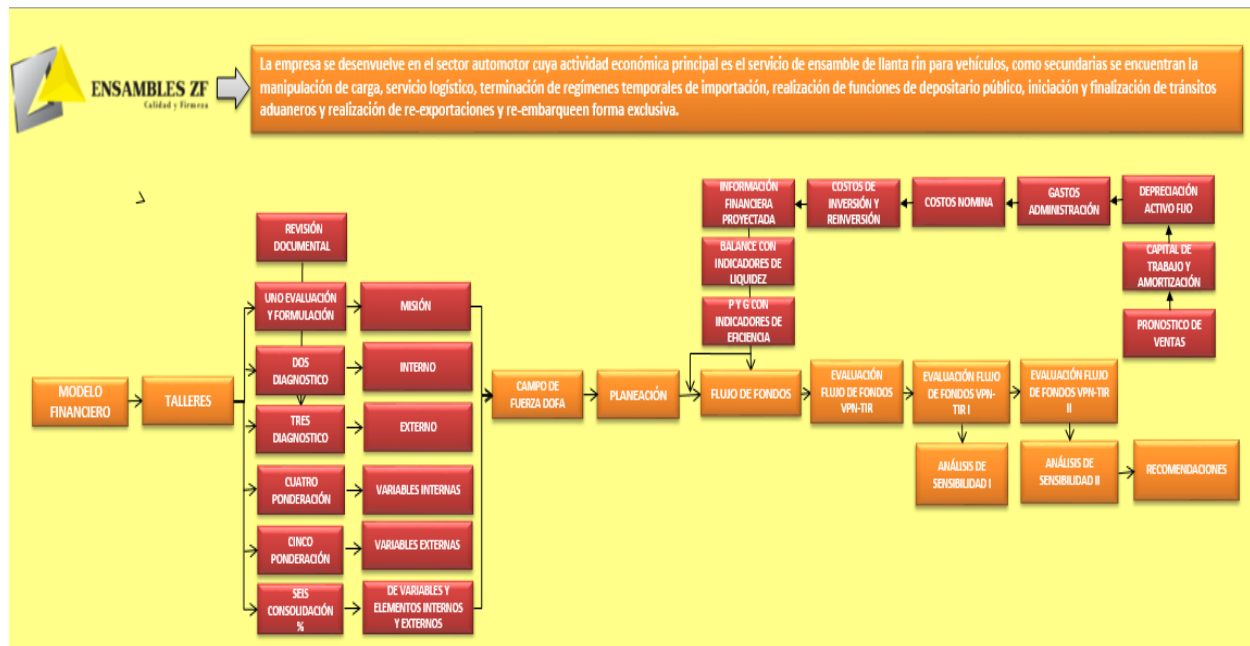 ENSAMBLES ZF
Calidad y Firmeza
La empresa se desenvuelve en el sector automotor cuya actividad económica principal es el servicio de ensamble de llanta rin para vehículos, como secundarias se encuentran la
manipulación de carga, servicio logístico, terminación de regímenes temporales de importación, realización de funciones de depositario público, iniciación y finalización de tránsitos
aduaneros y realización de re-exportaciones y re-embarqueen forma exclusiva.
INFORMACIÓN
FINANCIERA
PROYECTADA
COSTOS DE
INVERSIÓN Y
REINVERSIÓN
COSTOS NOMINA
GASTOS
ADMINISTRACIÓN
DEPRECIACIÓN
ACTIVO FIJO
REVISIÓN
DOCUMENTAL
BALANCE CON
INDICADORES DE
LIQUIDEZ
CAPITAL DE
TRABAJO Y
AMORTIZACIÓN
UNO EVALUACIÓN
Y FORMULACIÓN
MISIÓN
P Y G CON
INDICADORES DE
EFICIENCIA
PRONOSTICO DE
VENTAS
DOS
DIAGNOSTICO
INTERNO
MODELO
FINANCIERO
TALLERES
CAMPO DE
FUERZA DOFA
PLANEACIÓN
FLUJO DE FONDOS
EVALUACIÓN
FLUJO DE FONDOS
VPN-TIR
EVALUACIÓN FLUJO
DE FONDOS VPN-
TIR I
EVALUACIÓN FLUJO
DE FONDOS VPN-TIR
II
TRES
DIAGNOSTICO
EXTERNO
ANÁLISIS DE
SENSIBILIDAD I
ANÁLISIS DE
SENSIBILIDAD II
RECOMENDACIONES
CUATRO
PONDERACIÓN
VARIABLES INTERNAS
CINCO
PONDERACIÓN
VARIABLES EXTERNAS
SEIS
CONSOLIDACIÓN
%
DE VARIABLES Y
ELEMENTOS INTERNOS
Y EXTERNOS